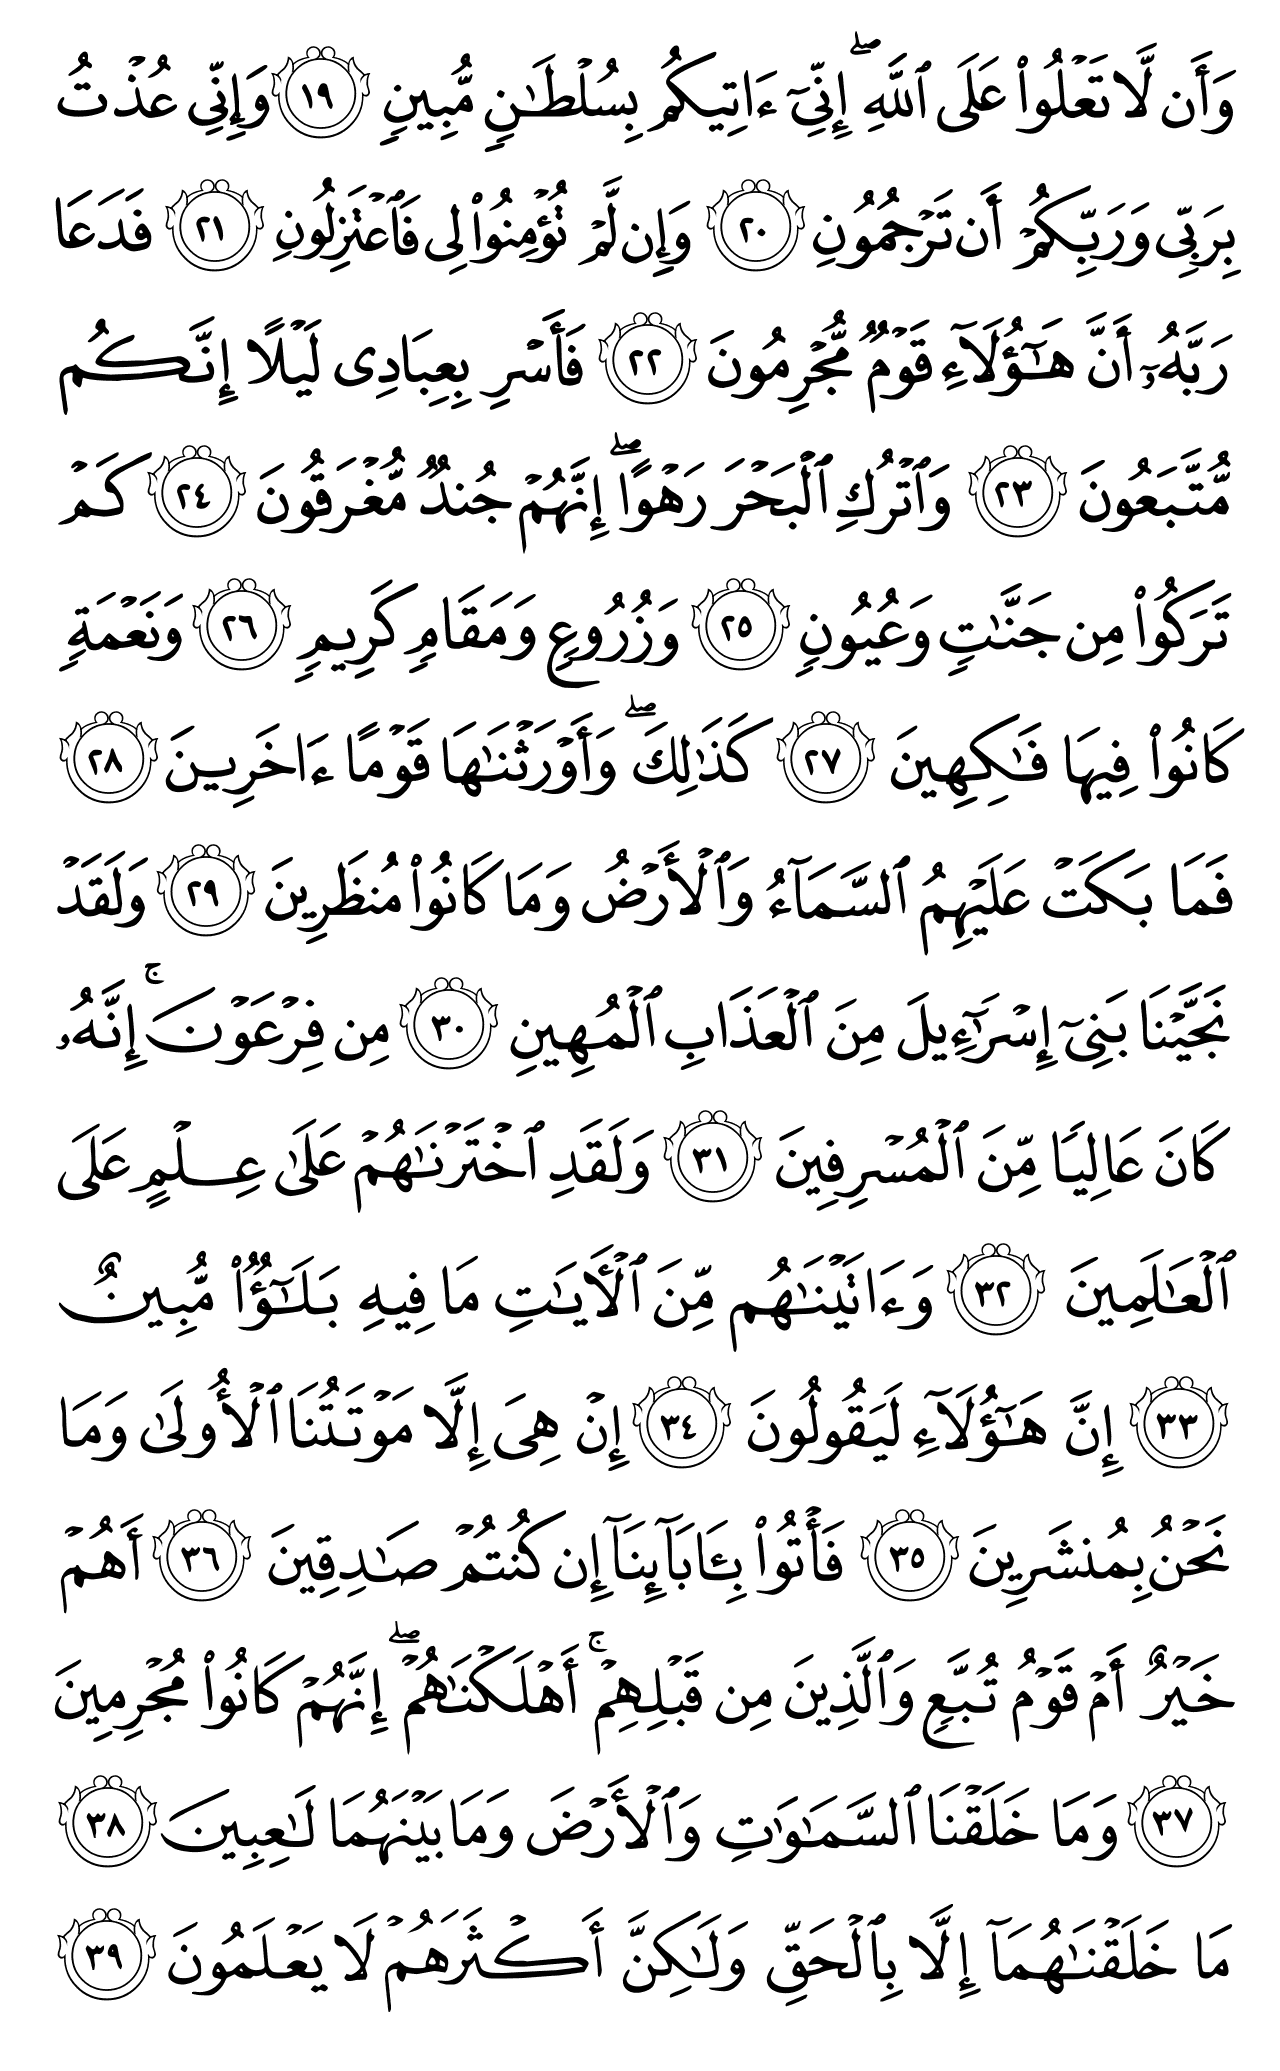 وَأَن لَّا تَعْلُوا۟ عَلَى ٱللَّهِ ۖ إِنِّىٓ ءَاتِيكُم بِسُلْطَـٰنٍ مُّبِينٍ ١٩ وَإِنِّى عُذْتُ
بِرَبِّى وَرَبِّكُمْ أَن تَرْجُمُونِ ٢٠ وَإِن لَّمْ تُؤْمِنُوا۟ لِى فَٱعْتَزِلُونِ ٢١ فَدَعَا
رَبَّهُۥٓ أَنَّ هَـٰٓؤُلَآءِ قَوْمٌ مُّجْرِمُونَ ٢٢ فَأَسْرِ بِعِبَادِى لَيْلًا إِنَّكُم
مُّتَّبَعُونَ ٢٣ وَٱتْرُكِ ٱلْبَحْرَ رَهْوًا ۖ إِنَّهُمْ جُندٌ مُّغْرَقُونَ ٢٤ كَمْ
تَرَكُوا۟ مِن جَنَّـٰتٍ وَعُيُونٍ ٢٥ وَزُرُوعٍ وَمَقَامٍ كَرِيمٍ ٢٦ وَنَعْمَةٍ
كَانُوا۟ فِيهَا فَـٰكِهِينَ ٢٧ كَذَٰلِكَ ۖ وَأَوْرَثْنَـٰهَا قَوْمًا ءَاخَرِينَ ٢٨
فَمَا بَكَتْ عَلَيْهِمُ ٱلسَّمَآءُ وَٱلْأَرْضُ وَمَا كَانُوا۟ مُنظَرِينَ ٢٩ وَلَقَدْ
نَجَّيْنَا بَنِىٓ إِسْرَٰٓءِيلَ مِنَ ٱلْعَذَابِ ٱلْمُهِينِ ٣٠ مِن فِرْعَوْنَ ۚ إِنَّهُۥ
كَانَ عَالِيًا مِّنَ ٱلْمُسْرِفِينَ ٣١ وَلَقَدِ ٱخْتَرْنَـٰهُمْ عَلَىٰ عِلْمٍ عَلَى
ٱلْعَـٰلَمِينَ ٣٢ وَءَاتَيْنَـٰهُم مِّنَ ٱلْـَٔايَـٰتِ مَا فِيهِ بَلَـٰٓؤٌا۟ مُّبِينٌ
٣٣ إِنَّ هَـٰٓؤُلَآءِ لَيَقُولُونَ ٣٤ إِنْ هِىَ إِلَّا مَوْتَتُنَا ٱلْأُولَىٰ وَمَا
نَحْنُ بِمُنشَرِينَ ٣٥ فَأْتُوا۟ بِـَٔابَآئِنَآ إِن كُنتُمْ صَـٰدِقِينَ ٣٦ أَهُمْ
خَيْرٌ أَمْ قَوْمُ تُبَّعٍ وَٱلَّذِينَ مِن قَبْلِهِمْ ۚ أَهْلَكْنَـٰهُمْ ۖ إِنَّهُمْ كَانُوا۟ مُجْرِمِينَ
٣٧ وَمَا خَلَقْنَا ٱلسَّمَـٰوَٰتِ وَٱلْأَرْضَ وَمَا بَيْنَهُمَا لَـٰعِبِينَ ٣٨
مَا خَلَقْنَـٰهُمَآ إِلَّا بِٱلْحَقِّ وَلَـٰكِنَّ أَكْثَرَهُمْ لَا يَعْلَمُونَ ٣٩